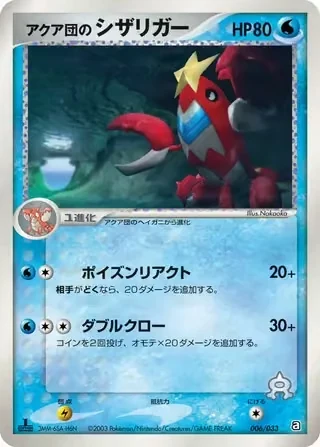 アクア団の シザリガー HP80
Illus.Nakaoka
1進化 アクア団のヘイガニから進化
ポイズンリアクト 20+
相手がどくなら、20ダメージを追加する。
ダブルクロー 30+
コインを2回投げ、オモテ×20ダメージを追加する。
弱点 抵抗力 にげる
1 JMM-6SA-H6N ©2003 Pokémon/Nintendo/Creatures/GAME FREAK 006/033 a